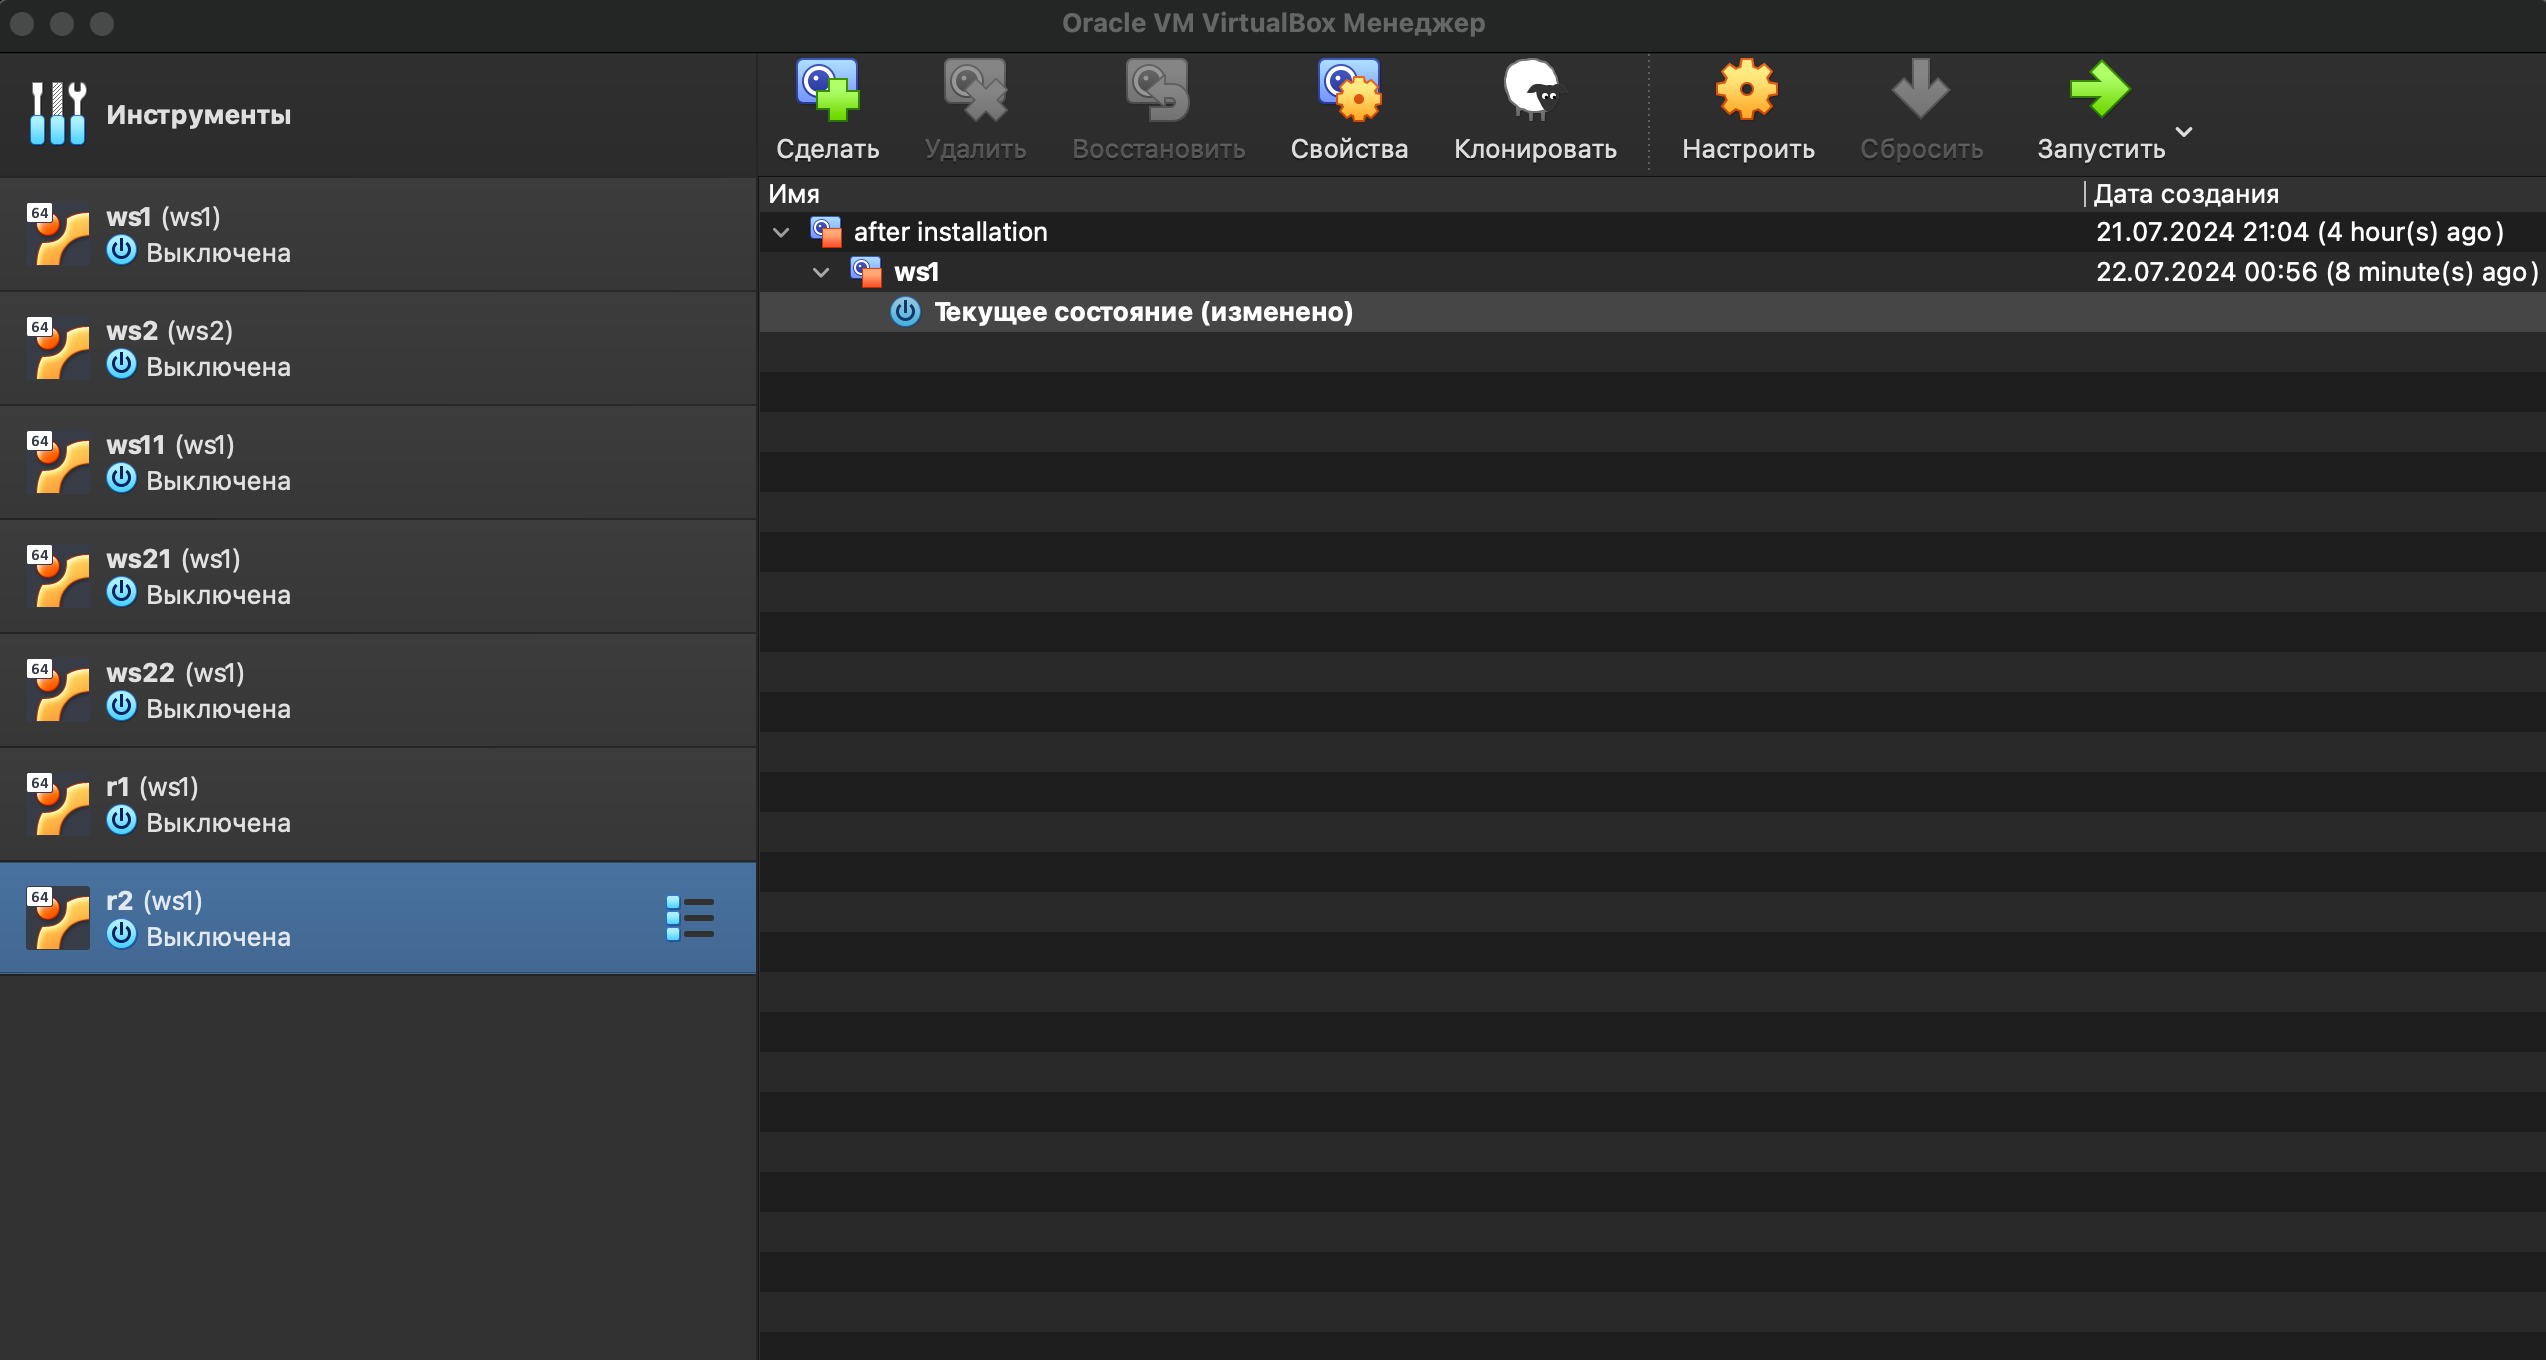 Oracle VM VirtualBox Менеджер
Инструменты
Сделать
Удалить
Восстановить
Свойства
Клонировать
Настроить
Сбросить
Запустить
64
ws1 (ws1)
Выключена
64
ws2 (ws2)
Выключена
64
ws11 (ws1)
Выключена
64
ws21 (ws1)
Выключена
64
ws22 (ws1)
Выключена
64
r1 (ws1)
Выключена
64
r2 (ws1)
Выключена
Имя Дата создания
after installation 21.07.2024 21:04 (4 hour(s) ago)
ws1 22.07.2024 00:56 (8 minute(s) ago)
Текущее состояние (изменено)